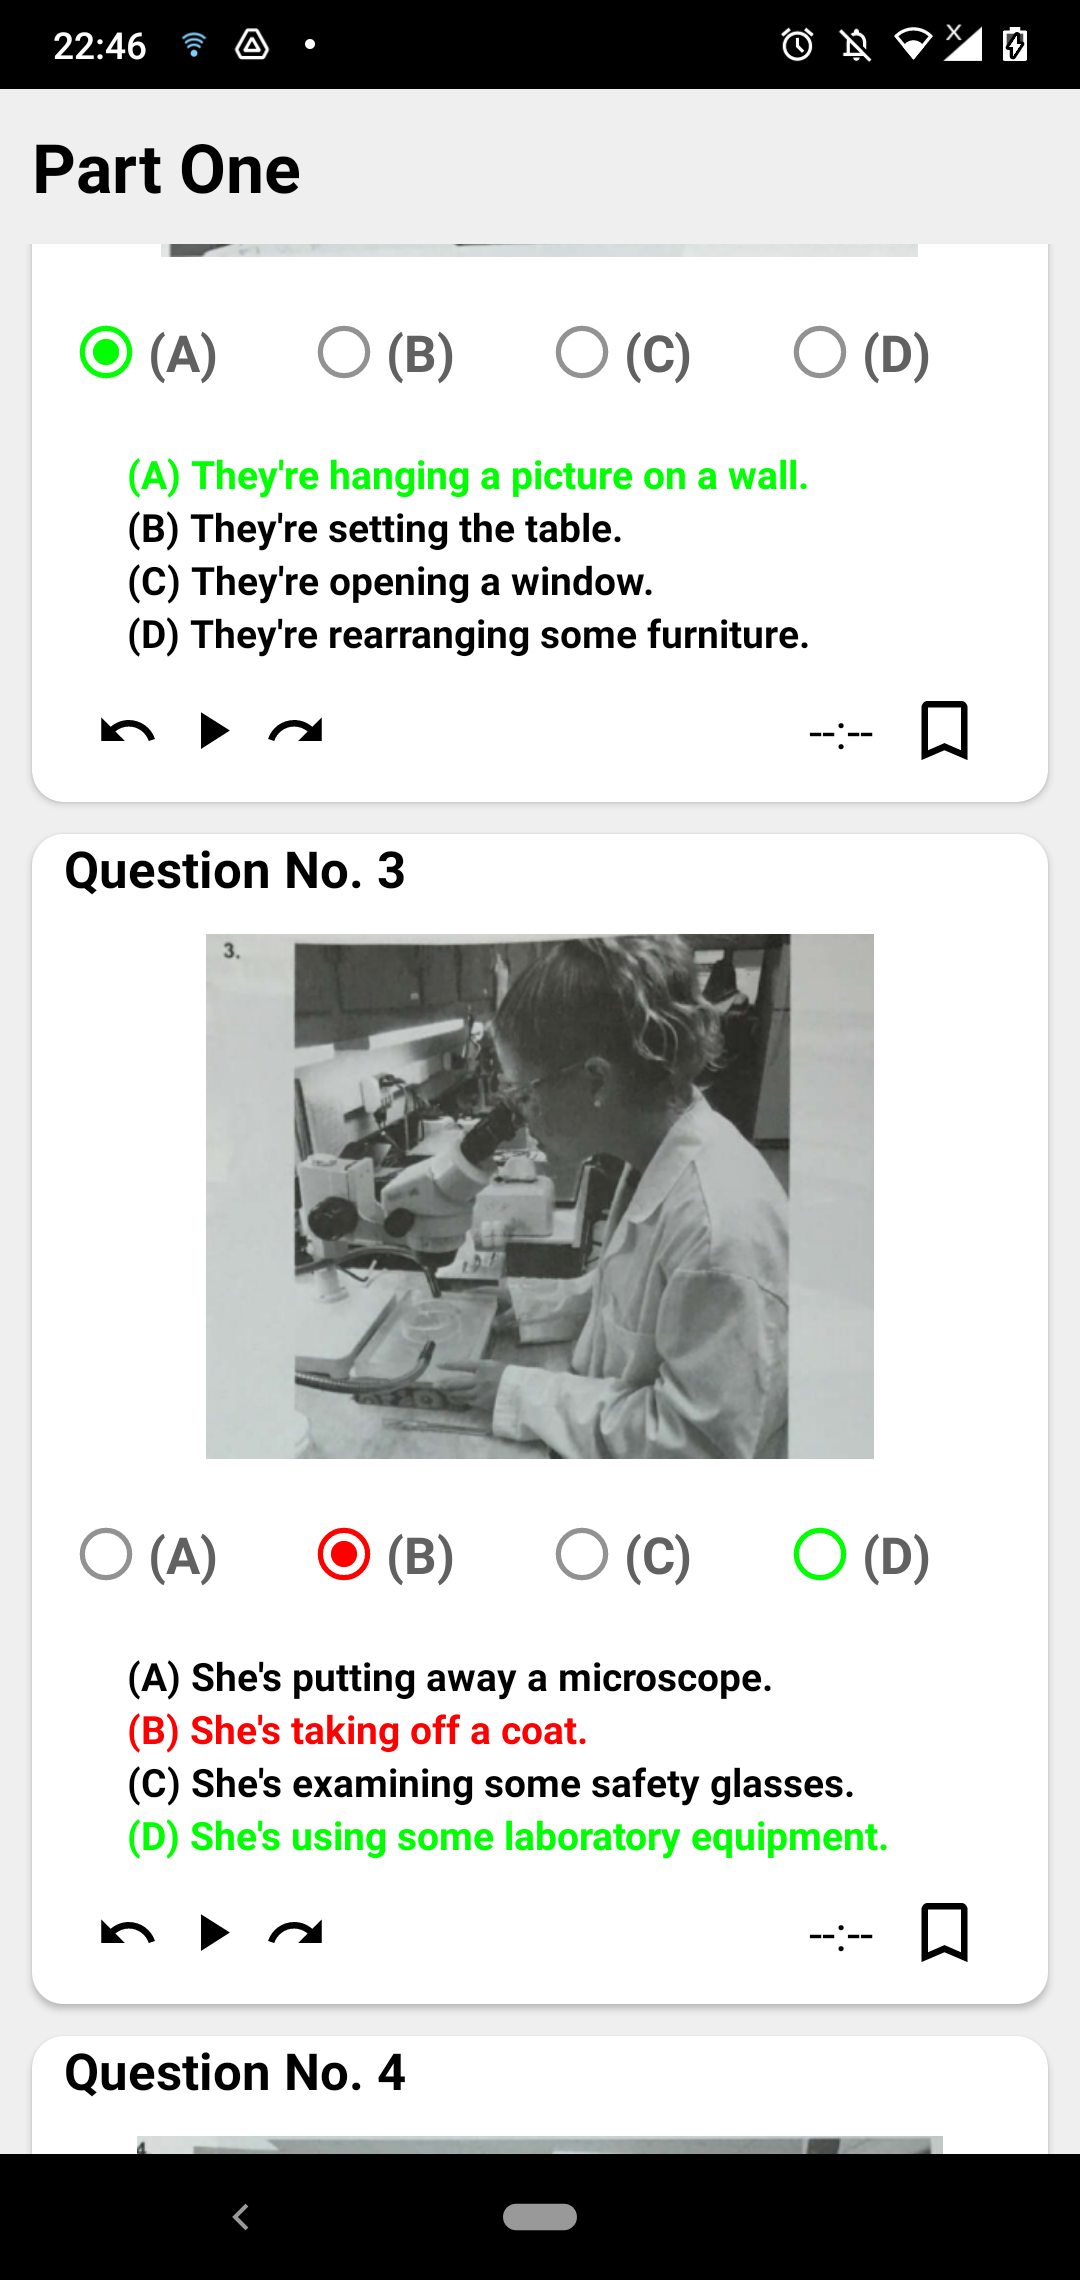 22:46
Part One
(A) (B) (C) (D)
(A) They're hanging a picture on a wall.
(B) They're setting the table.
(C) They're opening a window.
(D) They're rearranging some furniture.
--:--
Question No. 3
3.
(A) (B) (C) (D)
(A) She's putting away a microscope.
(B) She's taking off a coat.
(C) She's examining some safety glasses.
(D) She's using some laboratory equipment.
--:--
Question No. 4
4